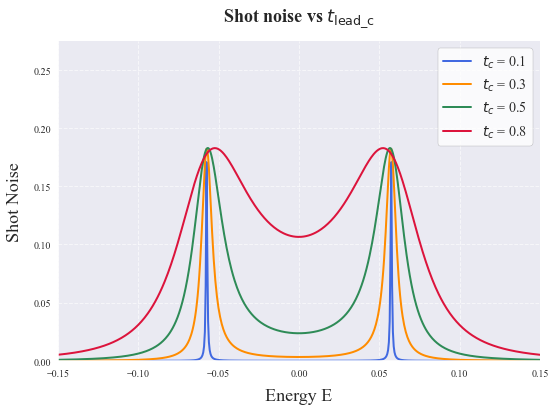 Shot noise vs t_lead_c
t_c = 0.1
t_c = 0.3
t_c = 0.5
t_c = 0.8
Shot Noise
0.25
0.20
0.15
0.10
0.05
0.00
−0.15 −0.10 −0.05 0.00 0.05 0.10 0.15
Energy E